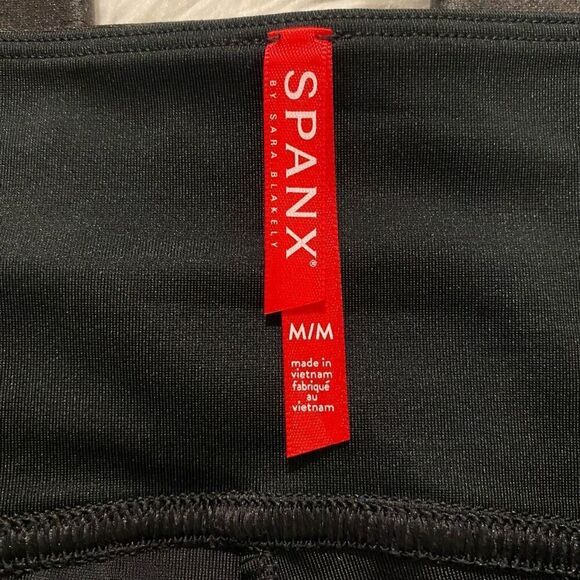 SPANX®
BY SARA BLAKELY
M/M
made in
vietnam
fabriqué
au
vietnam